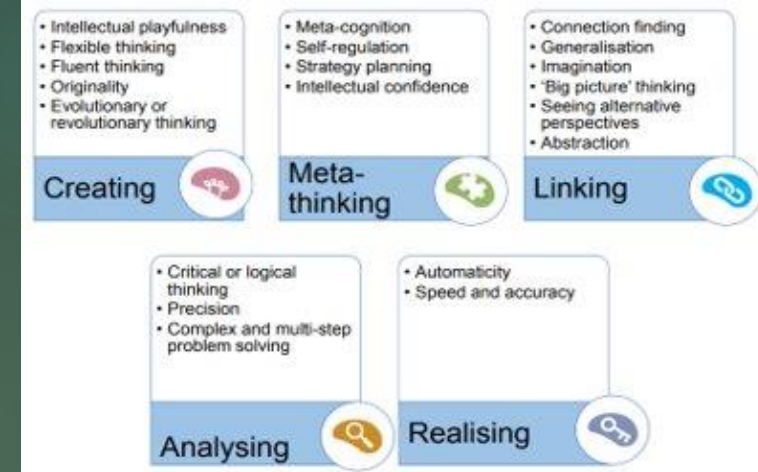 • Intellectual playfulness
• Flexible thinking
• Fluent thinking
• Originality
• Evolutionary or
revolutionary thinking
Creating
• Meta-cognition
• Self-regulation
• Strategy planning
• Intellectual confidence
Meta-
thinking
• Connection finding
• Generalisation
• Imagination
• ‘Big picture’ thinking
• Seeing alternative
perspectives
• Abstraction
Linking
• Critical or logical
thinking
• Precision
• Complex and multi-step
problem solving
Analysing
• Automaticity
• Speed and accuracy
Realising